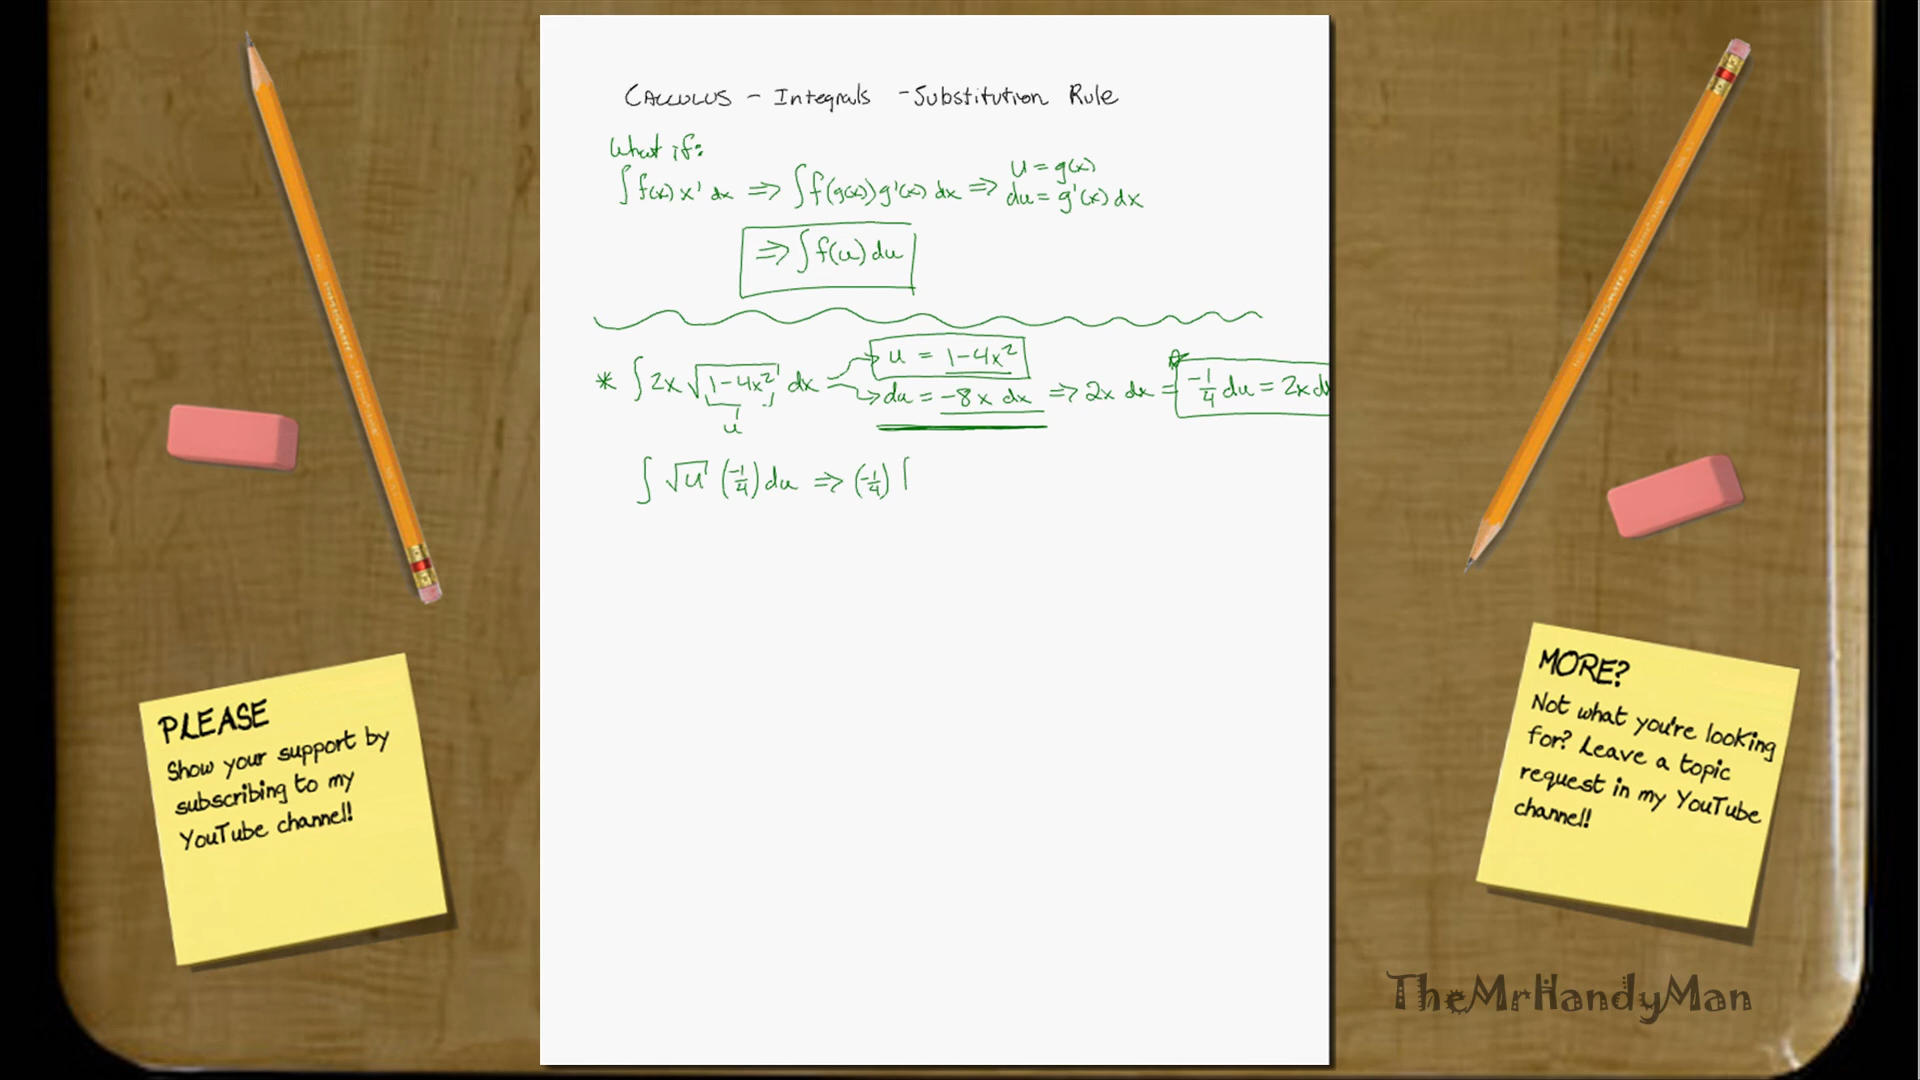 CALCULUS - Integrals - Substitution Rule
What if:
∫ f(x) x' dx ⇒ ∫ f(g(x)) g'(x) dx ⇒ u = g(x)
du = g'(x) dx
⇒ ∫ f(u) du
* ∫ 2x √(1-4x²) dx → u = 1-4x²
→ du = -8x dx ⇒ 2x dx = -1/4 du = 2x d
u
∫ √u (-1/4) du ⇒ (-1/4) ∫
PLEASE
Show your support by
subscribing to my
YouTube channel!
MORE?
Not what you're looking
for? Leave a topic
request in my YouTube
channel!
TheMrHandyMan